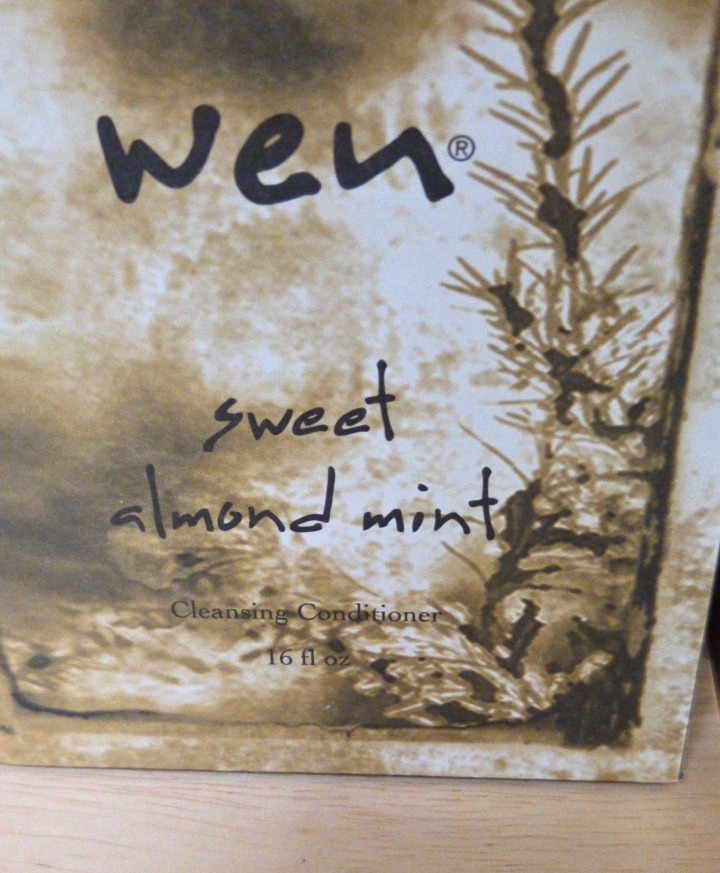 wen®
sweet
almond mint
Cleansing Conditioner
16 fl oz